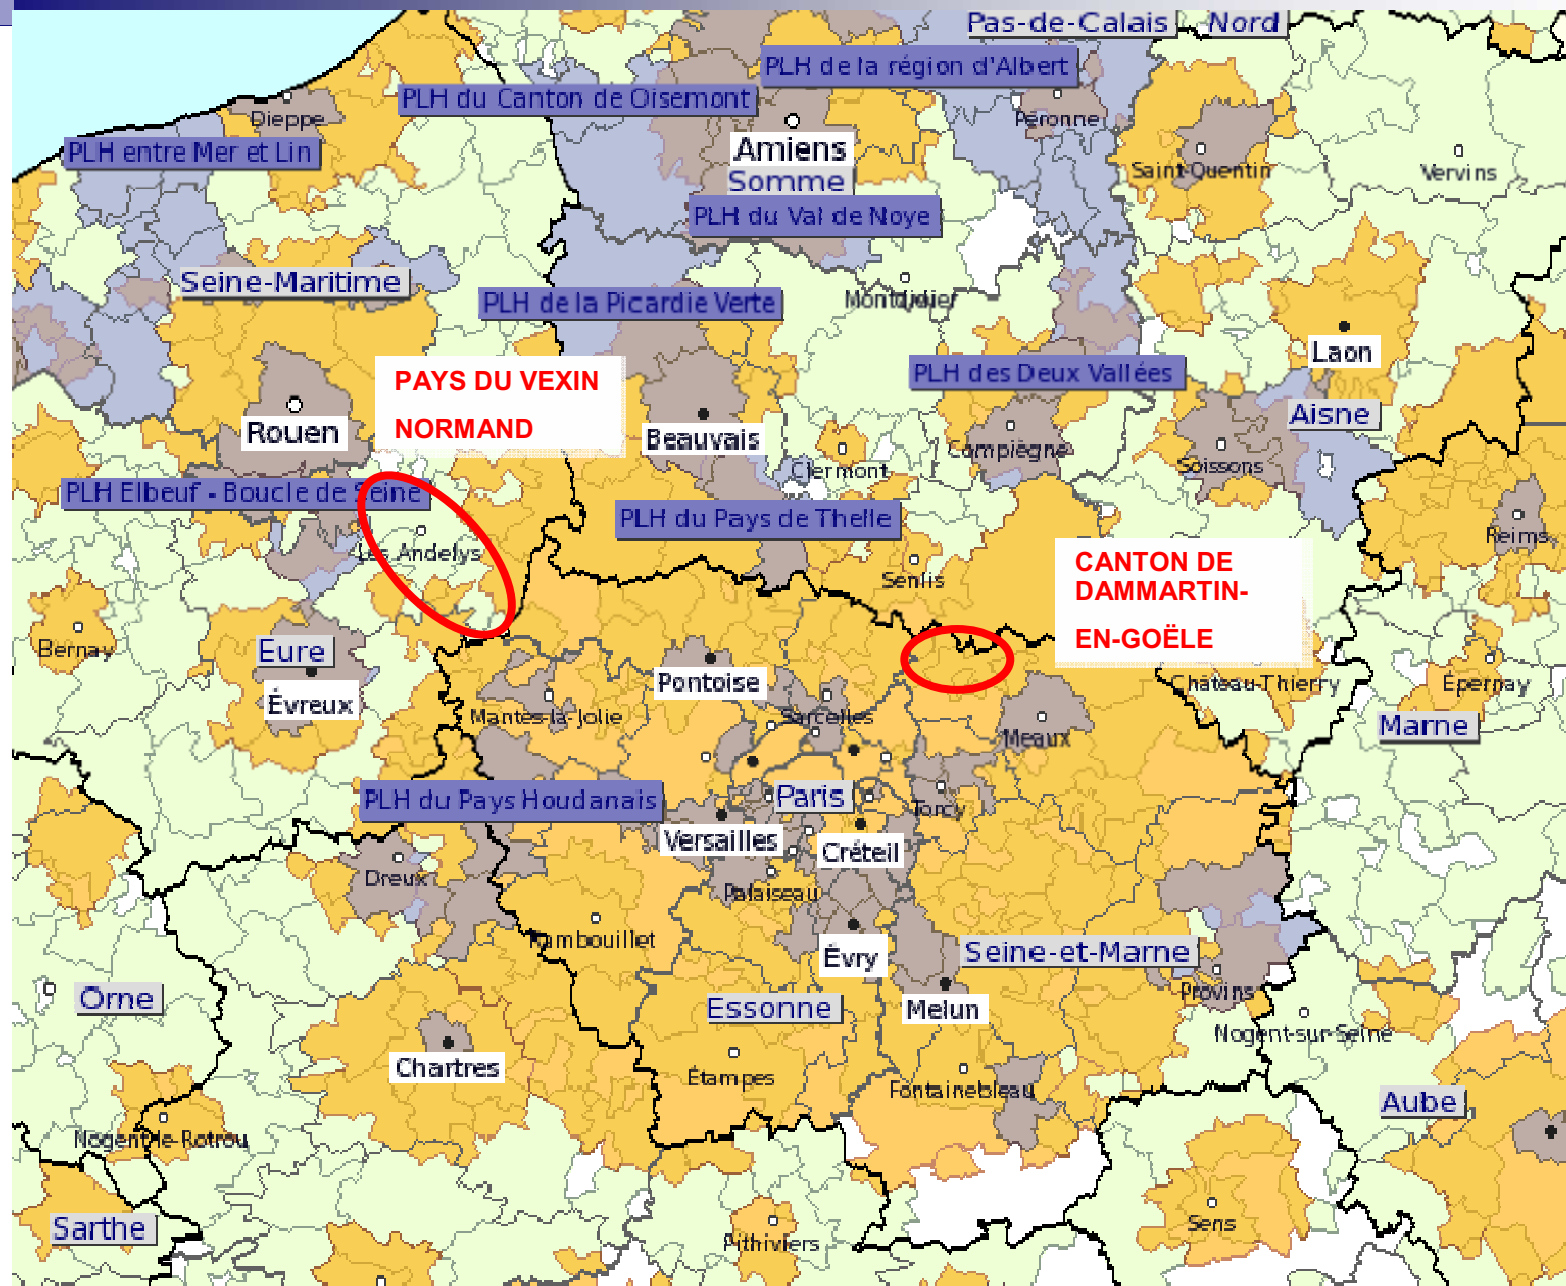 Pas-de-Calais
Nord
PLH de la région d'Albert
PLH du Canton de Oisemont
Dieppe
Péronne
PLH entre Mer et Lin
Amiens
Somme
Saint-Quentin
Vervins
PLH du Val de Noye
Seine-Maritime
PLH de la Picardie Verte
Montdidier
Laon
PAYS DU VEXIN
NORMAND
PLH des Deux Vallées
Aisne
Rouen
Beauvais
Clermont
Compiègne
Soissons
PLH Elbeuf - Boucle de Seine
PLH du Pays de Thelle
Reims
Les Andelys
Senlis
CANTON DE
DAMMARTIN-
EN-GOËLE
Bernay
Eure
Évreux
Pontoise
Château-Thierry
Épernay
Mantes-la-Jolie
Sarcelles
Meaux
Marne
PLH du Pays Houdanais
Paris
Torcy
Versailles
Créteil
Dreux
Palaiseau
Rambouillet
Évry
Seine-et-Marne
Orne
Essonne
Melun
Provins
Nogent-sur-Seine
Chartres
Étampes
Fontainebleau
Aube
Nogent-le-Rotrou
Sarthe
Pithiviers
Sens